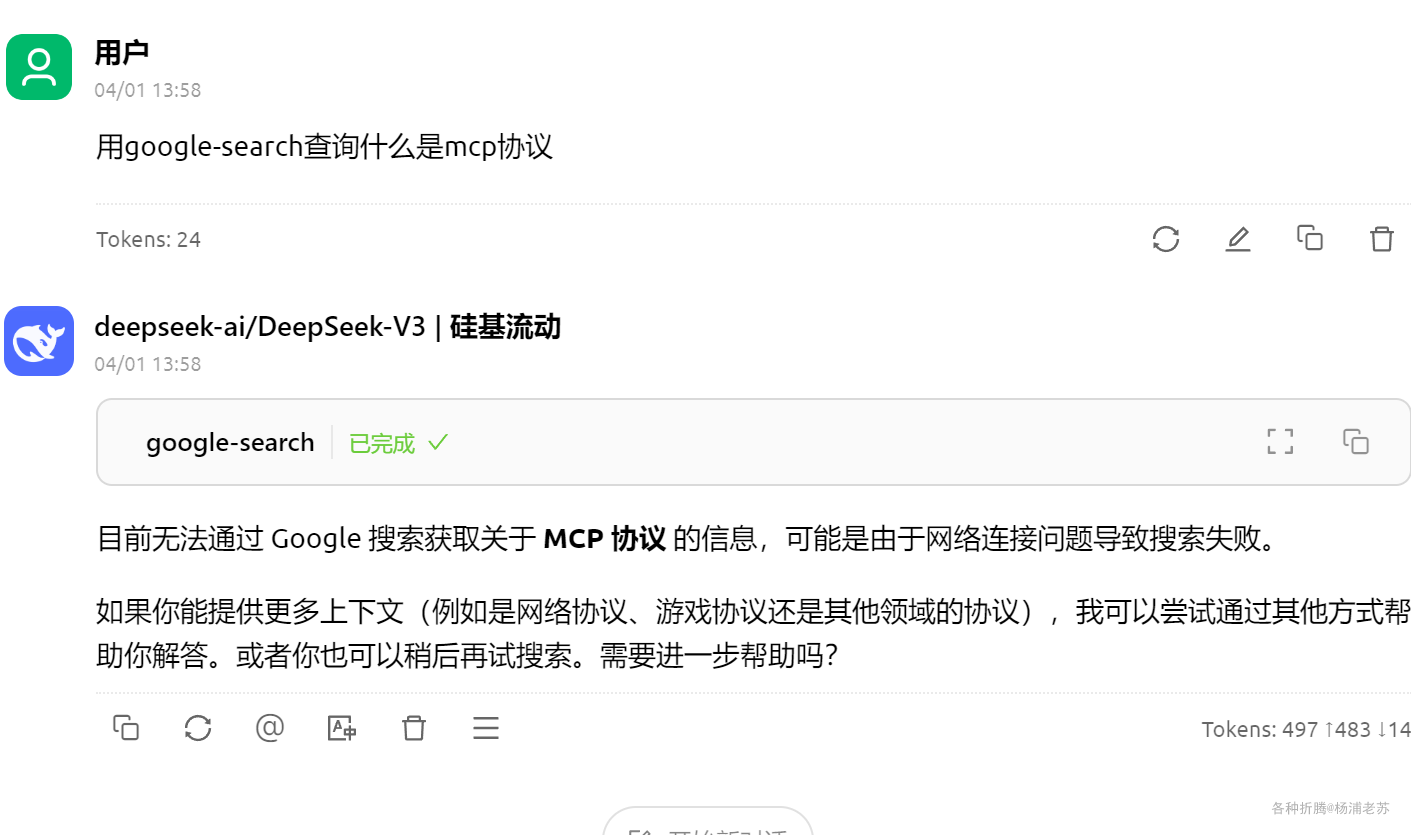 用户
04/01 13:58
用google-search查询什么是mcp协议
Tokens: 24
deepseek-ai/DeepSeek-V3 | 硅基流动
04/01 13:58
google-search 已完成
目前无法通过 Google 搜索获取关于 MCP 协议 的信息，可能是由于网络连接问题导致搜索失败。
如果你能提供更多上下文（例如是网络协议、游戏协议还是其他领域的协议），我可以尝试通过其他方式帮
助你解答。或者你也可以稍后再试搜索。需要进一步帮助吗？
Tokens: 497 ↑483 ↓14
各种折腾@杨浦老苏
开始新对话